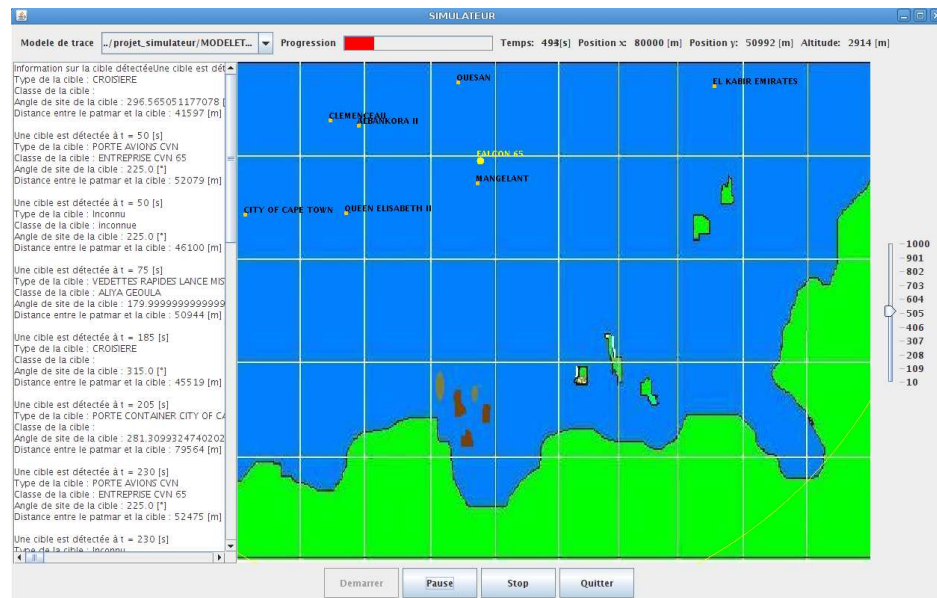 SIMULATEUR
Modele de trace ../projet_simulateur/MODELET... Progression Temps: 494[s] Position x: 80000 [m] Position y: 50992 [m] Altitude: 2914 [m]
Information sur la cible détectéeUne cible est dét
Type de la cible : CROISIERE
Classe de la cible :
Angle de site de la cible : 296.565051177078 [
Distance entre le patmar et la cible : 41597 [m]
Une cible est détectée à t = 50 [s]
Type de la cible : PORTE AVIONS CVN
Classe de la cible : ENTREPRISE CVN 65
Angle de site de la cible : 225.0 [°]
Distance entre le patmar et la cible : 52079 [m]
Une cible est détectée à t = 50 [s]
Type de la cible : Inconnu
Classe de la cible : inconnue
Angle de site de la cible : 225.0 [°]
Distance entre le patmar et la cible : 46100 [m]
Une cible est détectée à t = 75 [s]
Type de la cible : VEDETTES RAPIDES LANCE MIS
Classe de la cible : ALIYA GEOULA
Angle de site de la cible : 179.9999999999999
Distance entre le patmar et la cible : 50944 [m]
Une cible est détectée à t = 185 [s]
Type de la cible : CROISIERE
Classe de la cible :
Angle de site de la cible : 315.0 [°]
Distance entre le patmar et la cible : 45519 [m]
Une cible est détectée à t = 205 [s]
Type de la cible : PORTE CONTAINER CITY OF CA
Classe de la cible :
Angle de site de la cible : 281.3099324740202
Distance entre le patmar et la cible : 79564 [m]
Une cible est détectée à t = 230 [s]
Type de la cible : PORTE AVIONS CVN
Classe de la cible : ENTREPRISE CVN 65
Angle de site de la cible : 225.0 [°]
Distance entre le patmar et la cible : 52475 [m]
Une cible est détectée à t = 230 [s]
Type de la cible : Inconnu
QUESAN
EL KABIR EMIRATES
CLEMENCEAU
ALBANKORA II
FALCON 65
MANGELANT
CITY OF CAPE TOWN
QUEEN ELISABETH II
1000
901
802
703
604
505
406
307
208
109
10
Demarrer Pause Stop Quitter